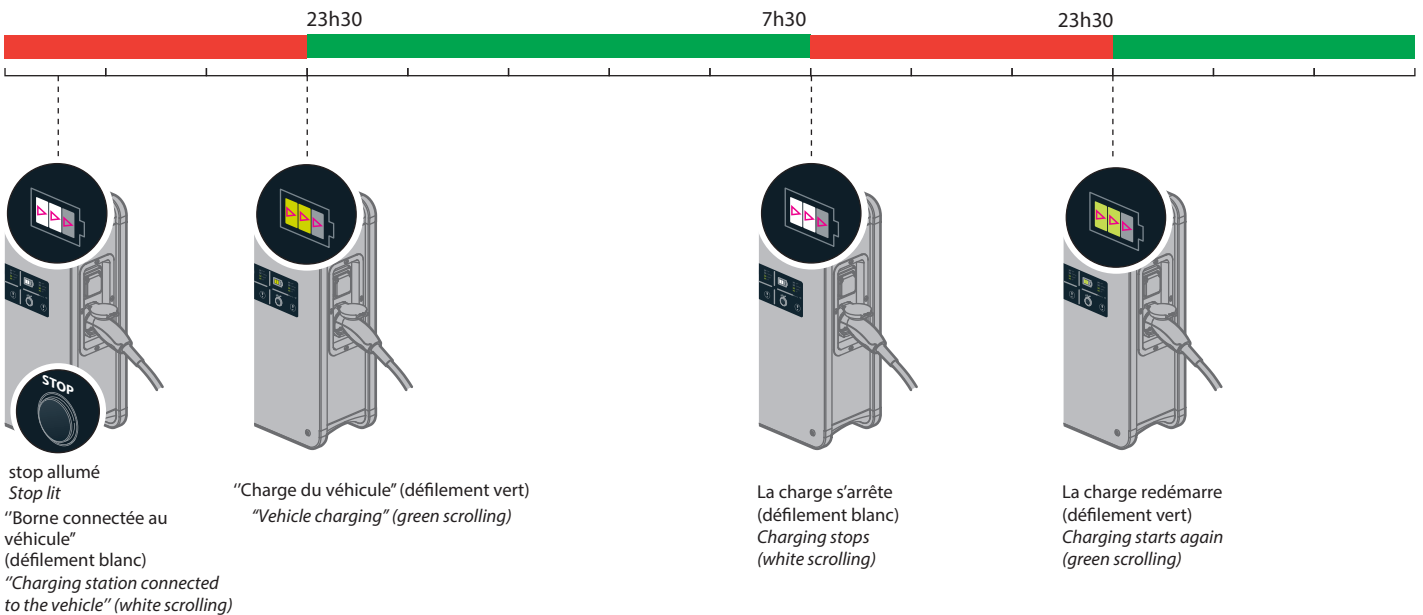 23h30
7h30
23h30
STOP
stop allumé
Stop lit
‘‘Borne connectée au
véhicule’’
(défilement blanc)
‘‘Charging station connected
to the vehicle’’ (white scrolling)
‘‘Charge du véhicule’’ (défilement vert)
“Vehicle charging” (green scrolling)
La charge s’arrête
(défilement blanc)
Charging stops
(white scrolling)
La charge redémarre
(défilement vert)
Charging starts again
(green scrolling)